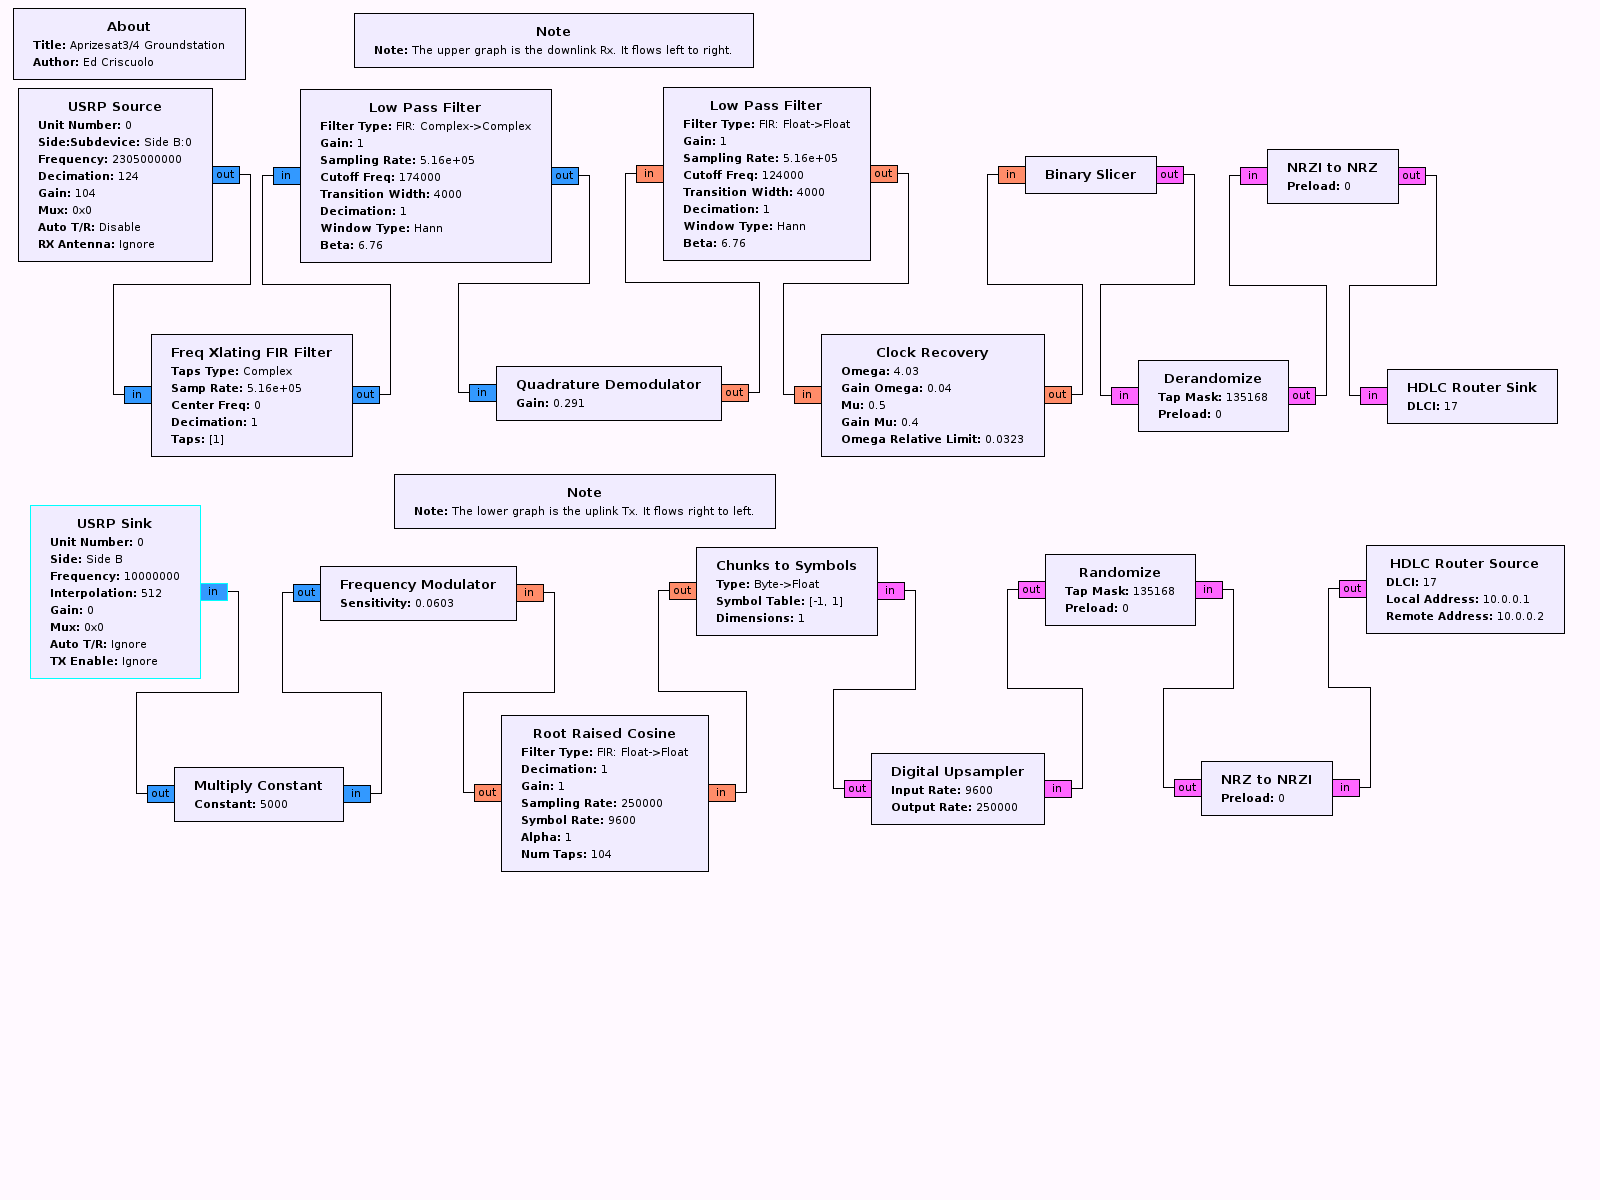 About
Title: Aprizesat3/4 Groundstation
Author: Ed Criscuolo
Note
Note: The upper graph is the downlink Rx. It flows left to right.
USRP Source
Unit Number: 0
Side:Subdevice: Side B:0
Frequency: 2305000000
Decimation: 124
Gain: 104
Mux: 0x0
Auto T/R: Disable
RX Antenna: Ignore
out
in
Low Pass Filter
Filter Type: FIR: Complex->Complex
Gain: 1
Sampling Rate: 5.16e+05
Cutoff Freq: 174000
Transition Width: 4000
Decimation: 1
Window Type: Hann
Beta: 6.76
out
in
Low Pass Filter
Filter Type: FIR: Float->Float
Gain: 1
Sampling Rate: 5.16e+05
Cutoff Freq: 124000
Transition Width: 4000
Decimation: 1
Window Type: Hann
Beta: 6.76
out
in
Binary Slicer
out
in
NRZI to NRZ
Preload: 0
out
in
Freq Xlating FIR Filter
Taps Type: Complex
Samp Rate: 5.16e+05
Center Freq: 0
Decimation: 1
Taps: [1]
out
in
Quadrature Demodulator
Gain: 0.291
out
in
Clock Recovery
Omega: 4.03
Gain Omega: 0.04
Mu: 0.5
Gain Mu: 0.4
Omega Relative Limit: 0.0323
out
in
Derandomize
Tap Mask: 135168
Preload: 0
out
in
HDLC Router Sink
DLCI: 17
Note
Note: The lower graph is the uplink Tx. It flows right to left.
USRP Sink
Unit Number: 0
Side: Side B
Frequency: 10000000
Interpolation: 512
Gain: 0
Mux: 0x0
Auto T/R: Ignore
TX Enable: Ignore
in
out
Frequency Modulator
Sensitivity: 0.0603
in
out
Chunks to Symbols
Type: Byte->Float
Symbol Table: [-1, 1]
Dimensions: 1
in
out
Randomize
Tap Mask: 135168
Preload: 0
in
out
HDLC Router Source
DLCI: 17
Local Address: 10.0.0.1
Remote Address: 10.0.0.2
out
Multiply Constant
Constant: 5000
in
out
Root Raised Cosine
Filter Type: FIR: Float->Float
Decimation: 1
Gain: 1
Sampling Rate: 250000
Symbol Rate: 9600
Alpha: 1
Num Taps: 104
in
out
Digital Upsampler
Input Rate: 9600
Output Rate: 250000
in
out
NRZ to NRZI
Preload: 0
in